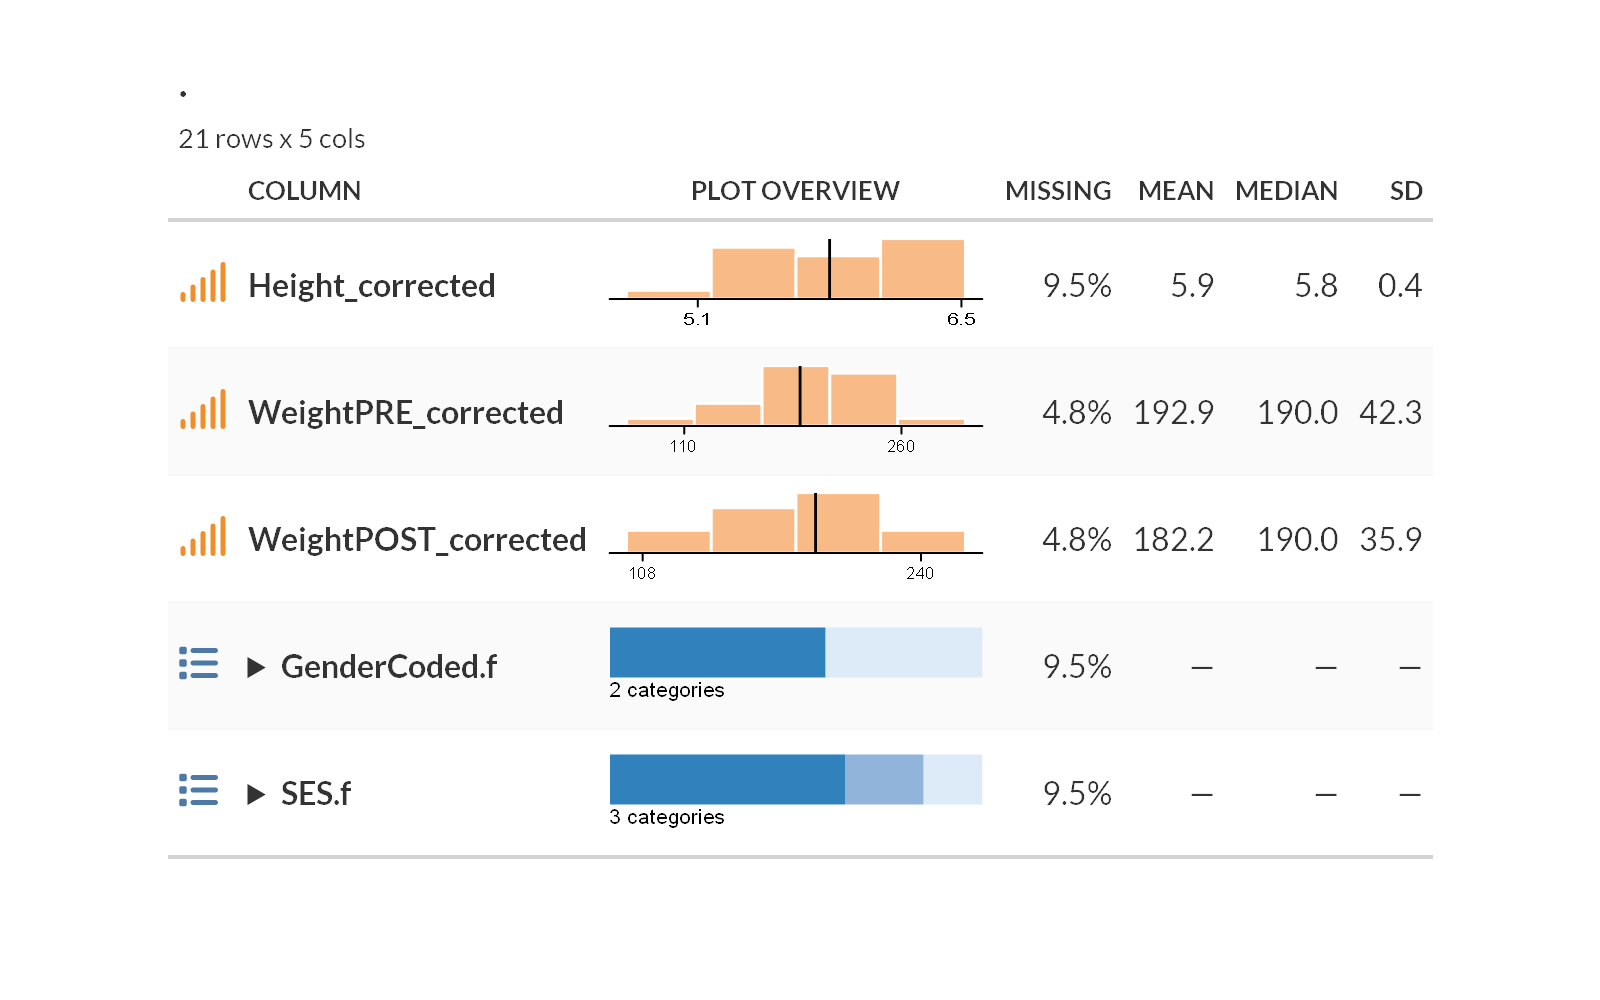 .
21 rows x 5 cols
COLUMN PLOT OVERVIEW MISSING MEAN MEDIAN SD
Height_corrected 9.5% 5.9 5.8 0.4
5.1 6.5
WeightPRE_corrected 4.8% 192.9 190.0 42.3
110 260
WeightPOST_corrected 4.8% 182.2 190.0 35.9
108 240
GenderCoded.f 9.5% — — —
2 categories
SES.f 9.5% — — —
3 categories